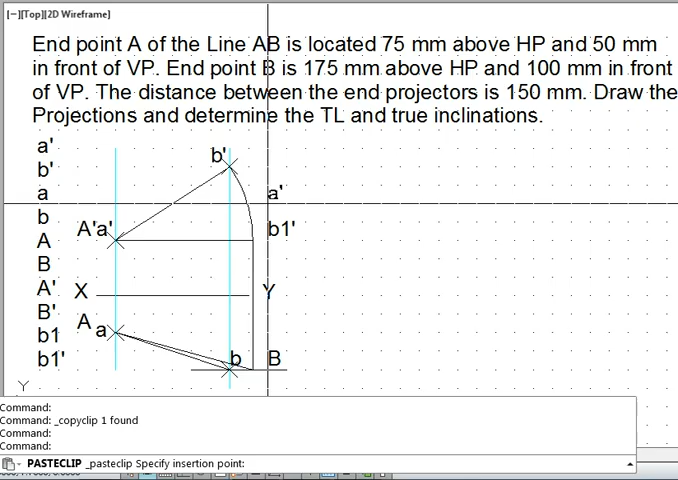 [−][Top][2D Wireframe]
End point A of the Line AB is located 75 mm above HP and 50 mm
in front of VP. End point B is 175 mm above HP and 100 mm in front
of VP. The distance between the end projectors is 150 mm. Draw the
Projections and determine the TL and true inclinations.
a'
b'
b'
a
a'
b
A'a'
b1'
A
B
A'
X
Y
B'
A
a
b1
b1'
b
B
Y
Command:
Command: _copyclip 1 found
Command:
Command:
PASTECLIP _pasteclip Specify insertion point: